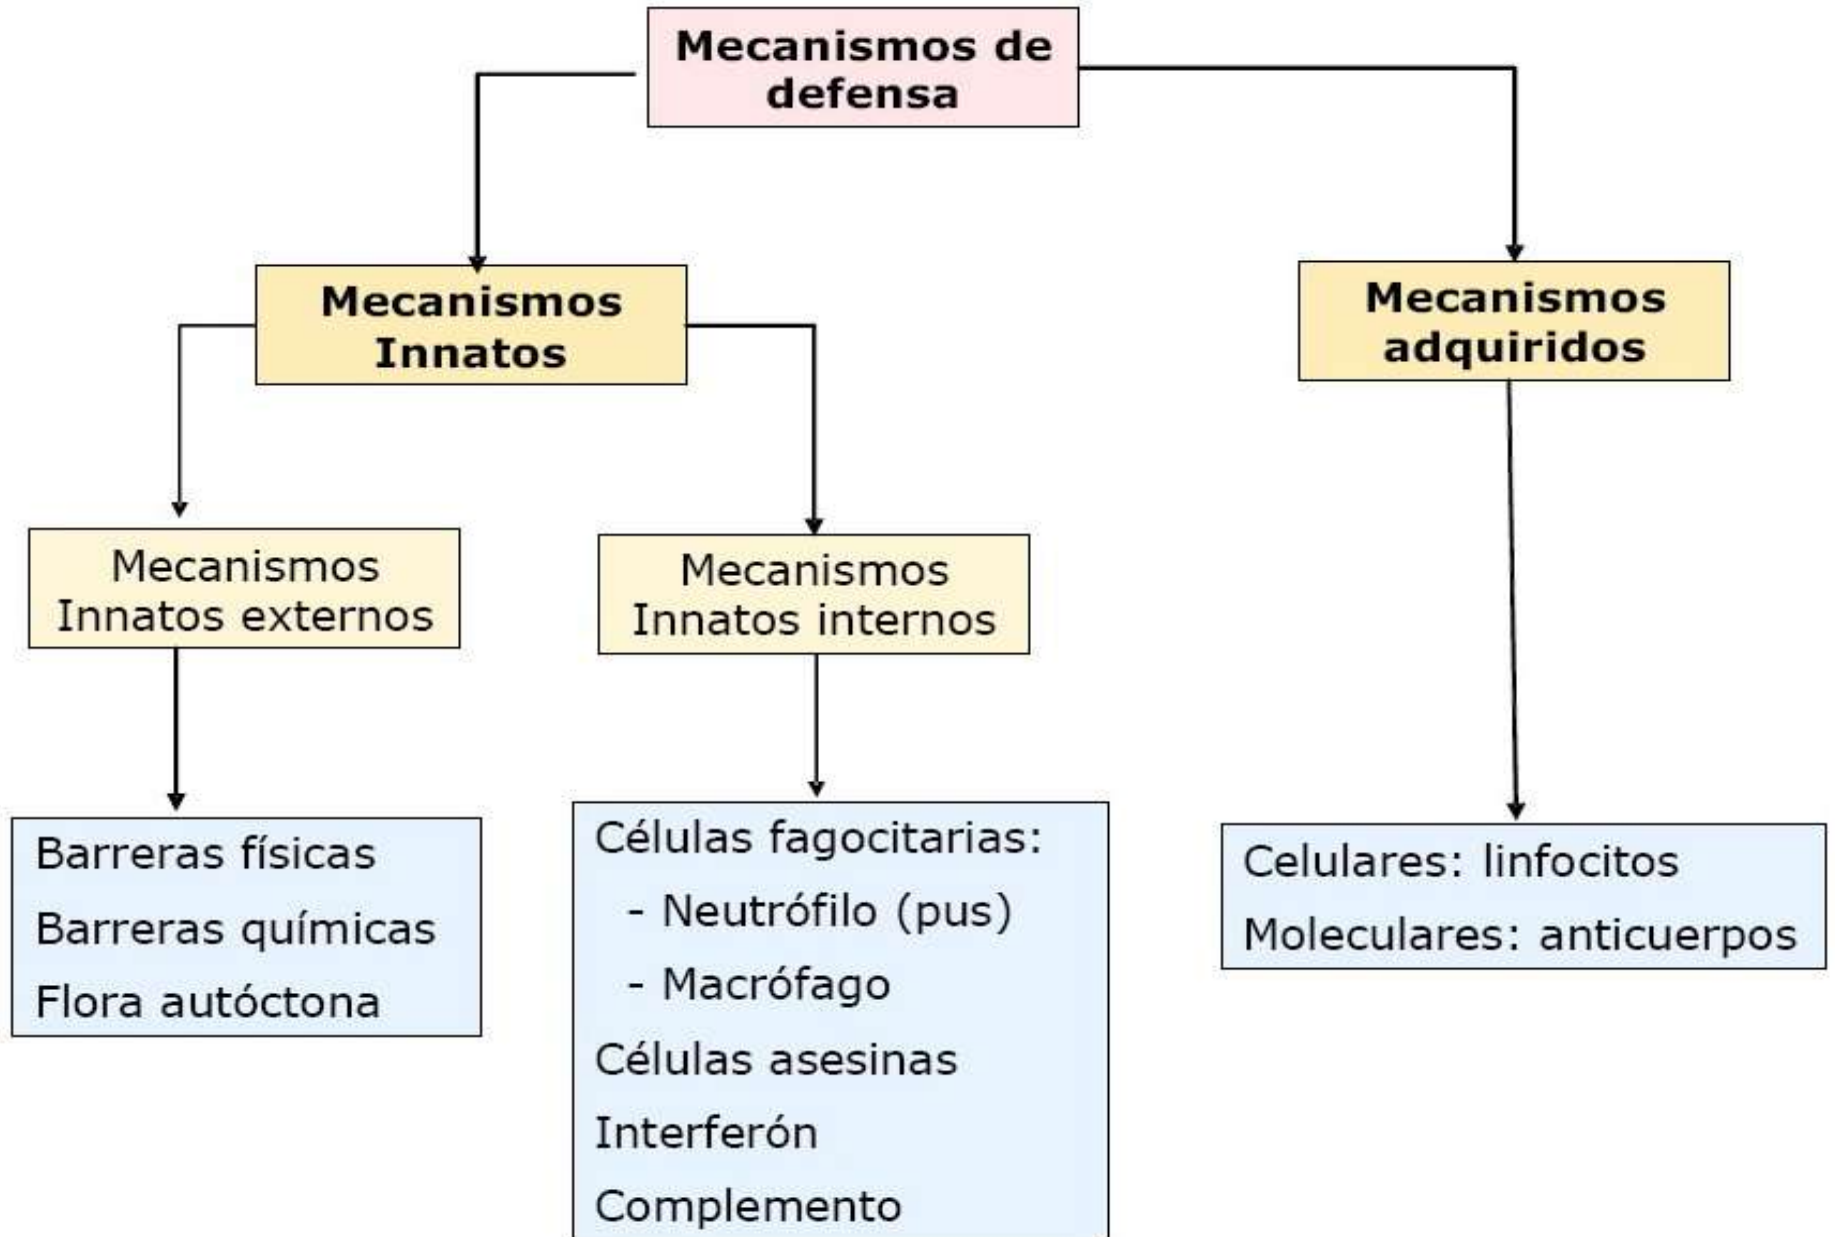 Mecanismos de
defensa
Mecanismos
Innatos
Mecanismos
adquiridos
Mecanismos
Innatos externos
Mecanismos
Innatos internos
Barreras físicas
Barreras químicas
Flora autóctona
Células fagocitarias:
- Neutrófilo (pus)
- Macrófago
Células asesinas
Interferón
Complemento
Celulares: linfocitos
Moleculares: anticuerpos